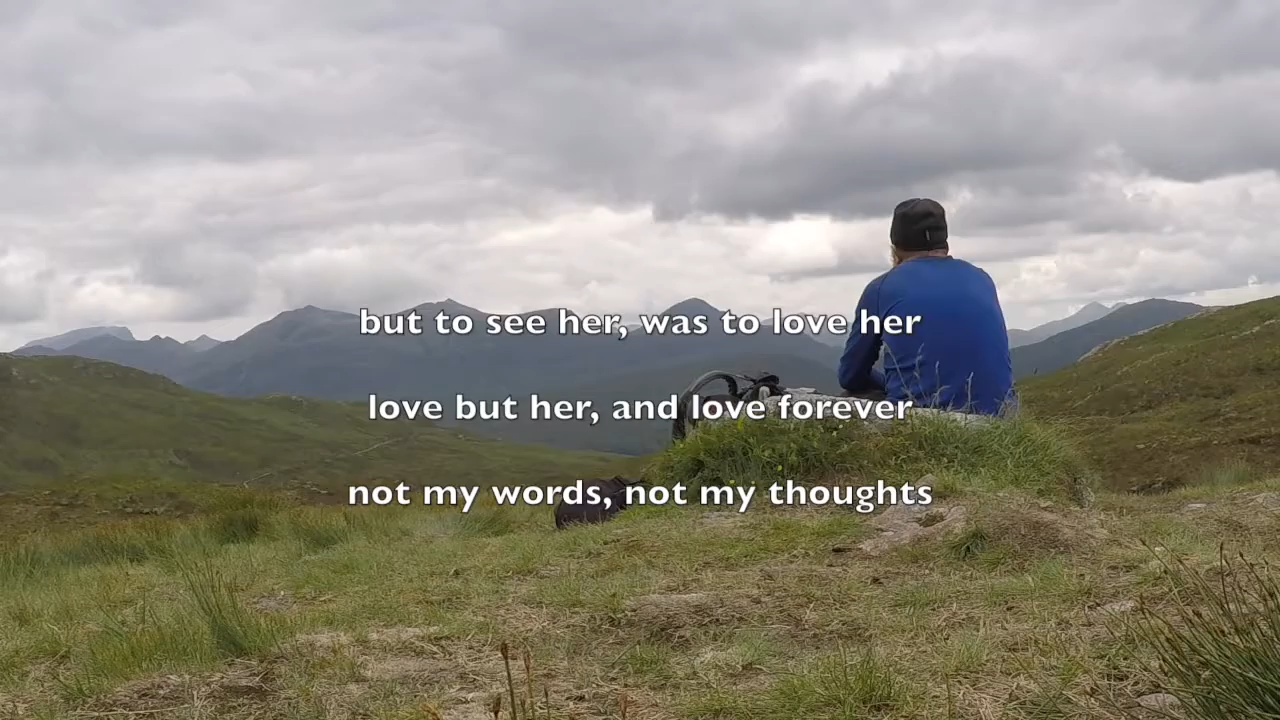 but to see her, was to love her
love but her, and love forever
not my words, not my thoughts